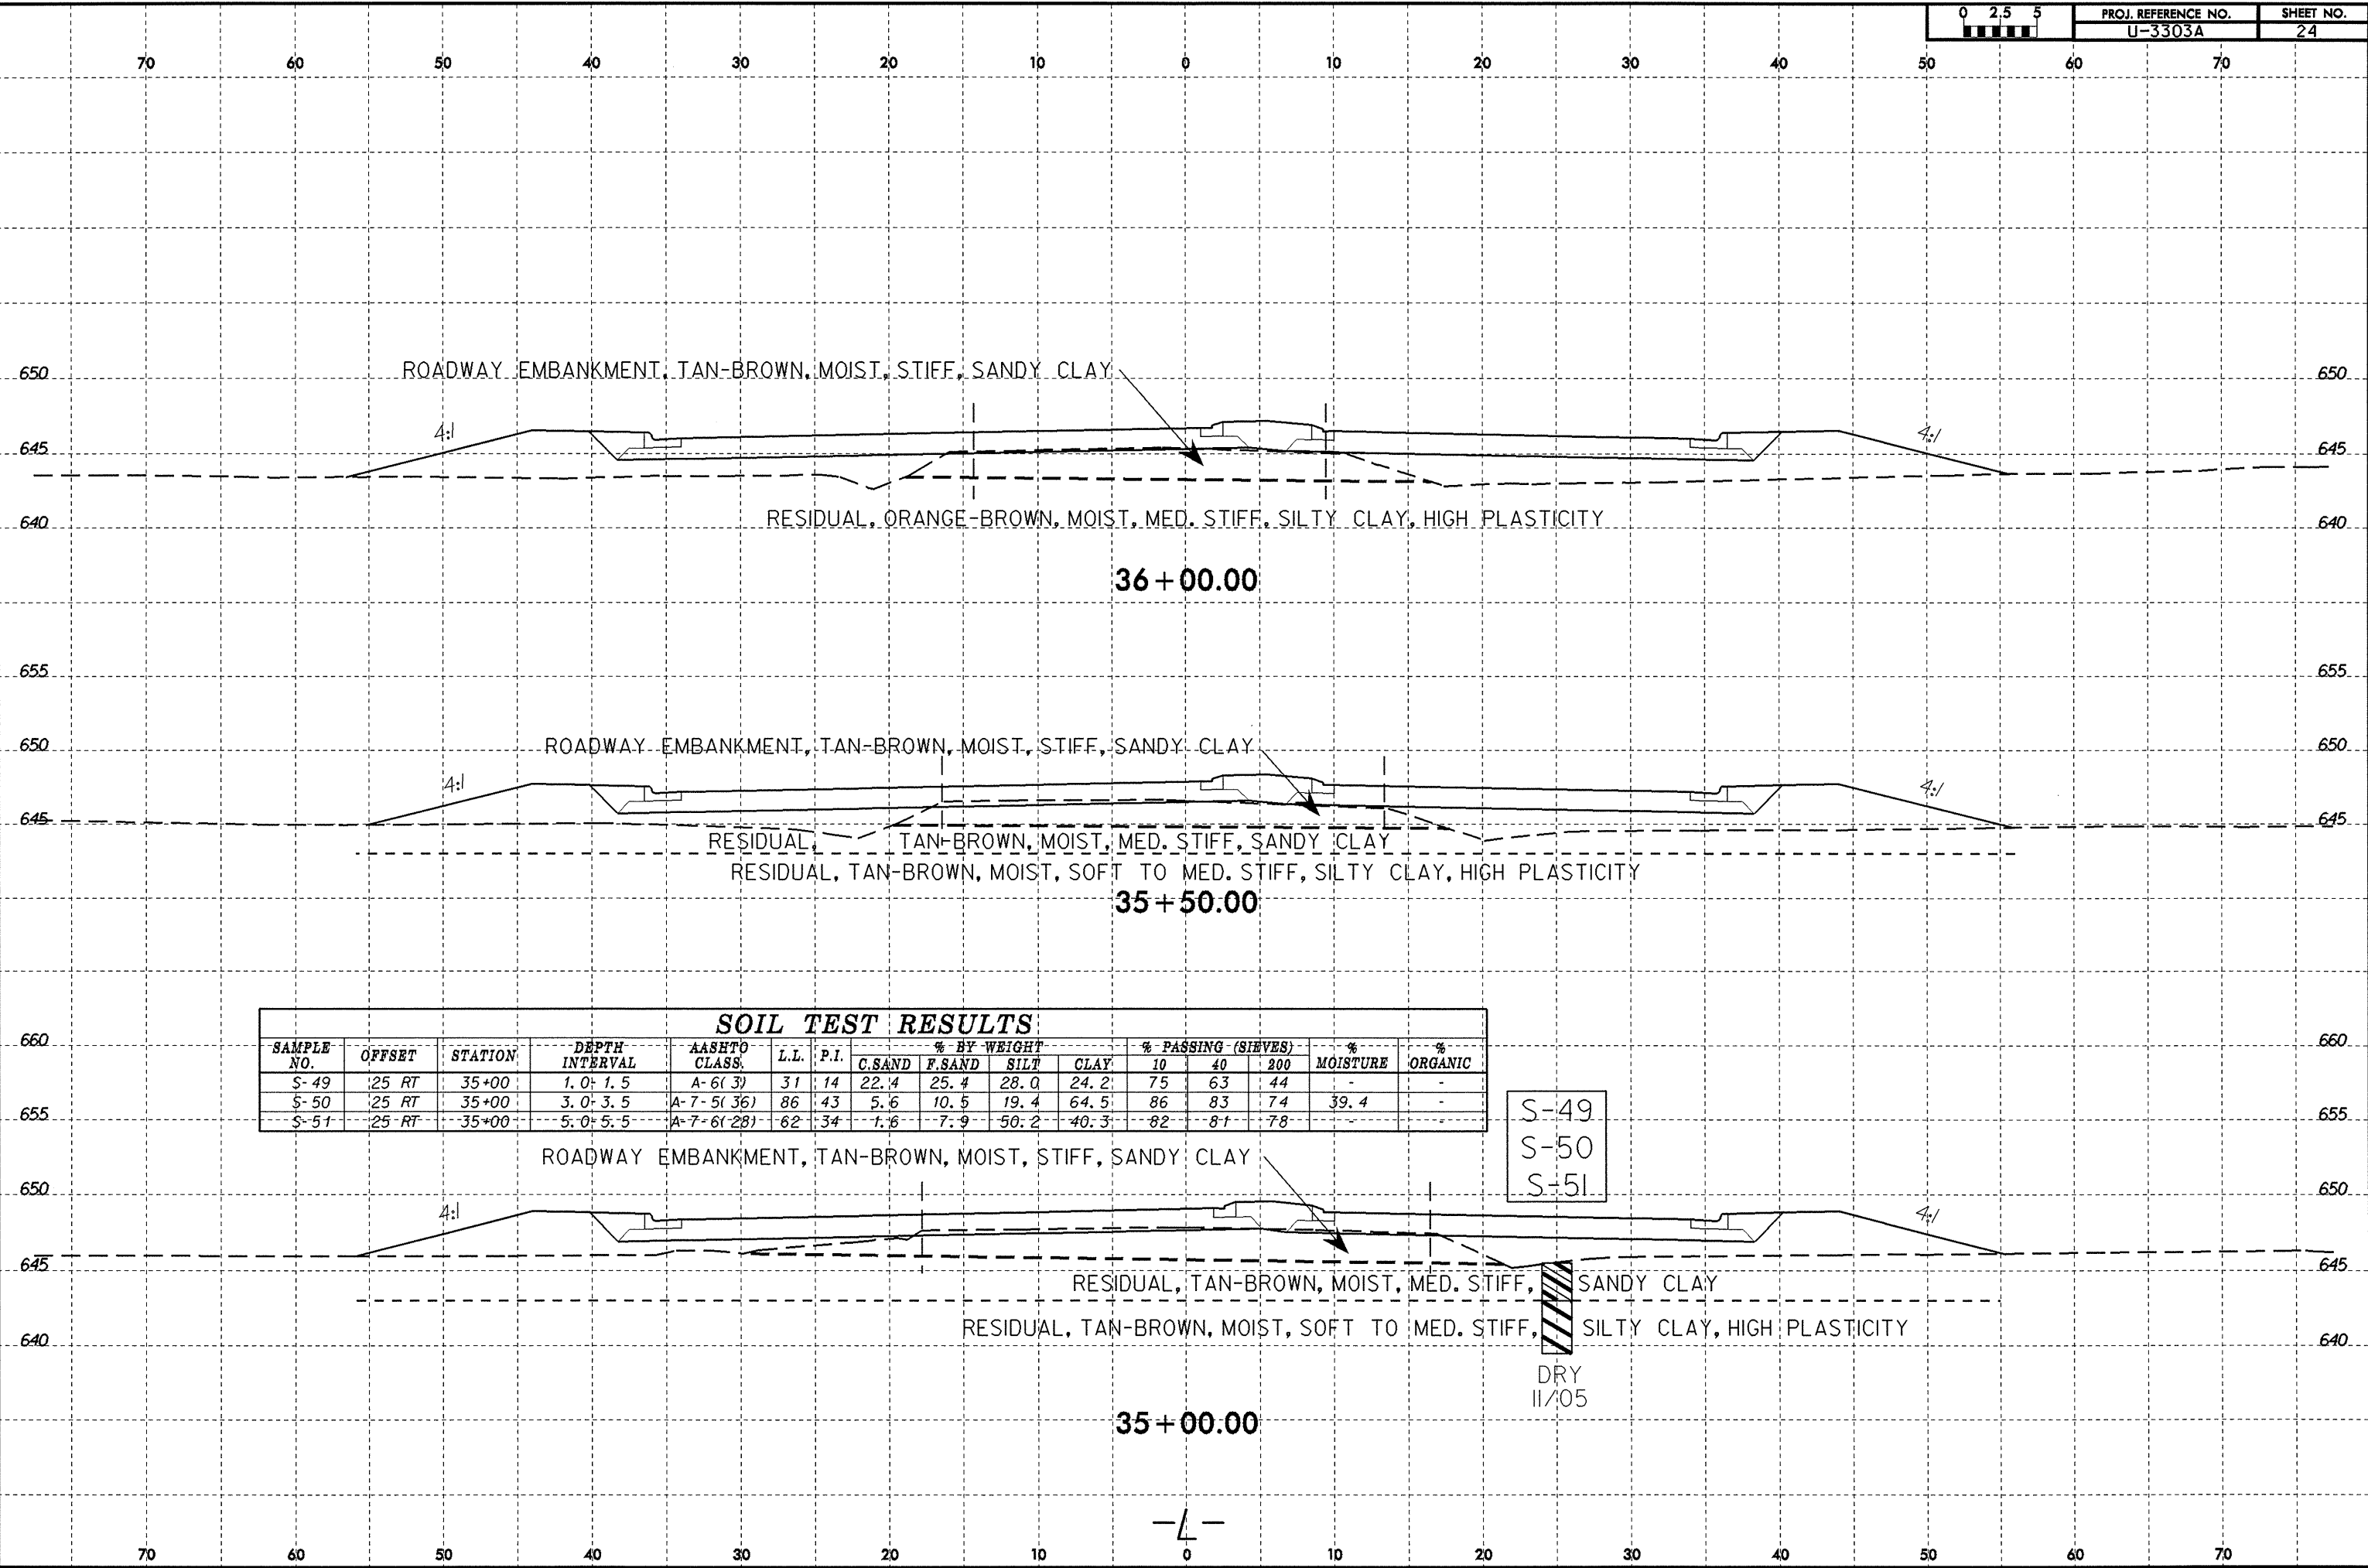 0 2.5 5
PROJ. REFERENCE NO. SHEET NO.
U-3303A 24
70 60 50 40 30 20 10 0 10 20 30 40 50 60 70
650 ROADWAY EMBANKMENT, TAN-BROWN, MOIST, STIFF, SANDY CLAY 650
4:1 4:1
645 645
640 RESIDUAL, ORANGE-BROWN, MOIST, MED. STIFF, SILTY CLAY, HIGH PLASTICITY 640
36+00.00
655 655
650 ROADWAY EMBANKMENT, TAN-BROWN, MOIST, STIFF, SANDY CLAY 650
4:1 4:1
645 645
RESIDUAL, TAN-BROWN, MOIST, MED. STIFF, SANDY CLAY
RESIDUAL, TAN-BROWN, MOIST, SOFT TO MED. STIFF, SILTY CLAY, HIGH PLASTICITY
35+50.00
SOIL TEST RESULTS
660 660
SAMPLE NO. OFFSET STATION DEPTH INTERVAL AASHTO CLASS. L.L. P.I. % BY WEIGHT % PASSING (SIEVES) % MOISTURE % ORGANIC
C.SAND F.SAND SILT CLAY 10 40 200
S-49 25 RT 35+00 1.0-1.5 A-6(3) 31 14 22.4 25.4 28.0 24.2 75 63 44 - -
S-50 25 RT 35+00 3.0-3.5 A-7-5(36) 86 43 5.6 10.5 19.4 64.5 86 83 74 39.4 -
S-51 25 RT 35+00 5.0-5.5 A-7-6(28) 62 34 1.6 7.9 50.2 40.3 82 81 78 - -
655 655
S-49
S-50
S-51
ROADWAY EMBANKMENT, TAN-BROWN, MOIST, STIFF, SANDY CLAY
650 650
4:1 4:1
645 645
RESIDUAL, TAN-BROWN, MOIST, MED. STIFF, SANDY CLAY
RESIDUAL, TAN-BROWN, MOIST, SOFT TO MED. STIFF, SILTY CLAY, HIGH PLASTICITY
640 640
DRY
11/05
35+00.00
-L-
70 60 50 40 30 20 10 0 10 20 30 40 50 60 70